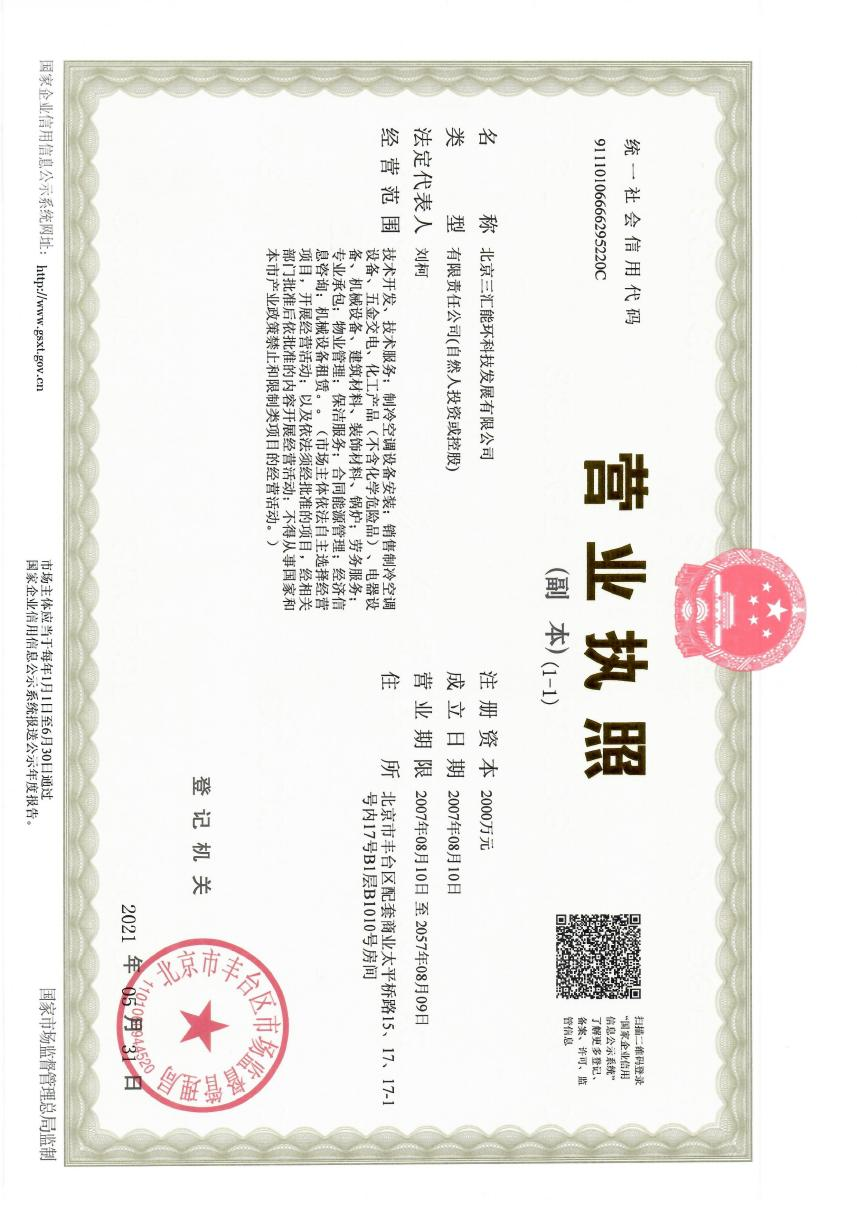 统一社会信用代码
91110106666295220C
营业执照
(副 本)(1-1)
扫描二维码登录
“国家企业信用
信息公示系统”
了解更多登记、
备案、许可、监
管信息
名 称 北京三汇能环科技发展有限公司
类 型 有限责任公司(自然人投资或控股)
法定代表人 刘柯
经营范围 技术开发、技术服务；制冷空调设备安装；销售制冷空调
设备、五金交电、化工产品（不含化学危险品）、电器设
备、机械设备、建筑材料、装饰材料、锅炉；劳务服务；
专业承包；物业管理；保洁服务；合同能源管理；经济信
息咨询；机械设备租赁。。（市场主体依法自主选择经营
项目，开展经营活动；以及依法须经批准的项目，经相关
部门批准后依批准的内容开展经营活动；不得从事国家和
本市产业政策禁止和限制类项目的经营活动。）
注册资本 2000万元
成立日期 2007年08月10日
营业期限 2007年08月10日 至 2057年08月09日
住 所 北京市丰台区配套商业太平桥路15、17、17-1
号内17号B1层B1010号房间
登记机关
北京市丰台区市场监督管理局
2021 年 05 月 31 日
国家企业信用信息公示系统网址：http://www.gsxt.gov.cn
市场主体应当于每年1月1日至6月30日通过
国家企业信用信息公示系统报送公示年度报告。
国家市场监督管理总局监制